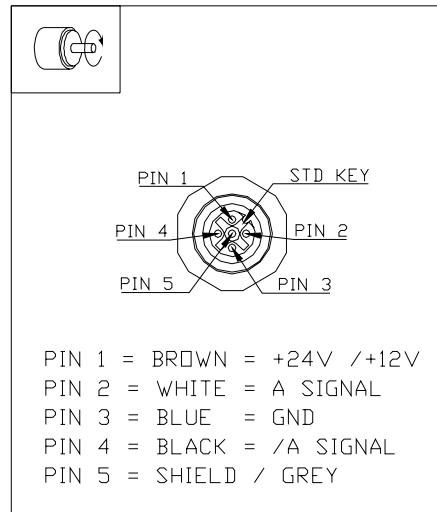 PIN 1
STD KEY
PIN 4
PIN 2
PIN 5
PIN 3
PIN 1 = BROWN = +24V /+12V
PIN 2 = WHITE = A SIGNAL
PIN 3 = BLUE = GND
PIN 4 = BLACK = /A SIGNAL
PIN 5 = SHIELD / GREY